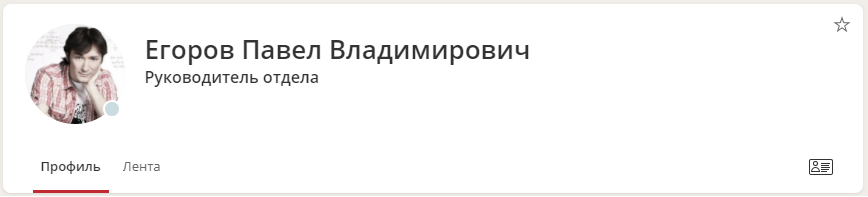 Егоров Павел Владимирович
Руководитель отдела
Профиль Лента